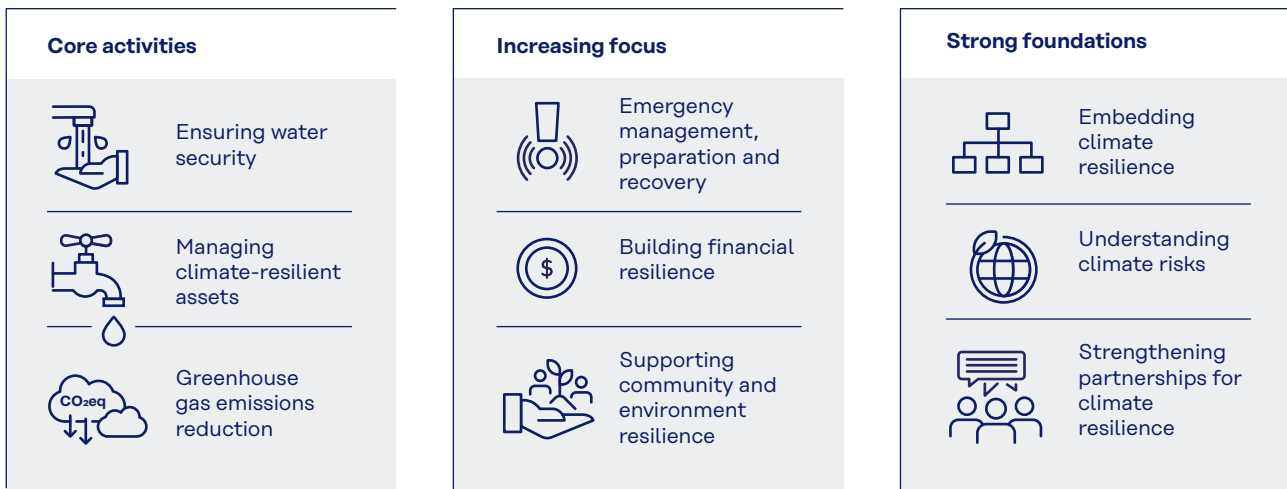 Core activities
Ensuring water
security
Managing
climate-resilient
assets
CO₂eq
Greenhouse
gas emissions
reduction
Increasing focus
Emergency
management,
preparation and
recovery
$
Building financial
resilience
Supporting
community and
environment
resilience
Strong foundations
Embedding
climate
resilience
Understanding
climate risks
Strengthening
partnerships for
climate
resilience